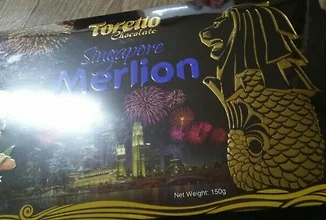 Torello
Chocolate
Singapore
Merlion
Net Weight: 150g